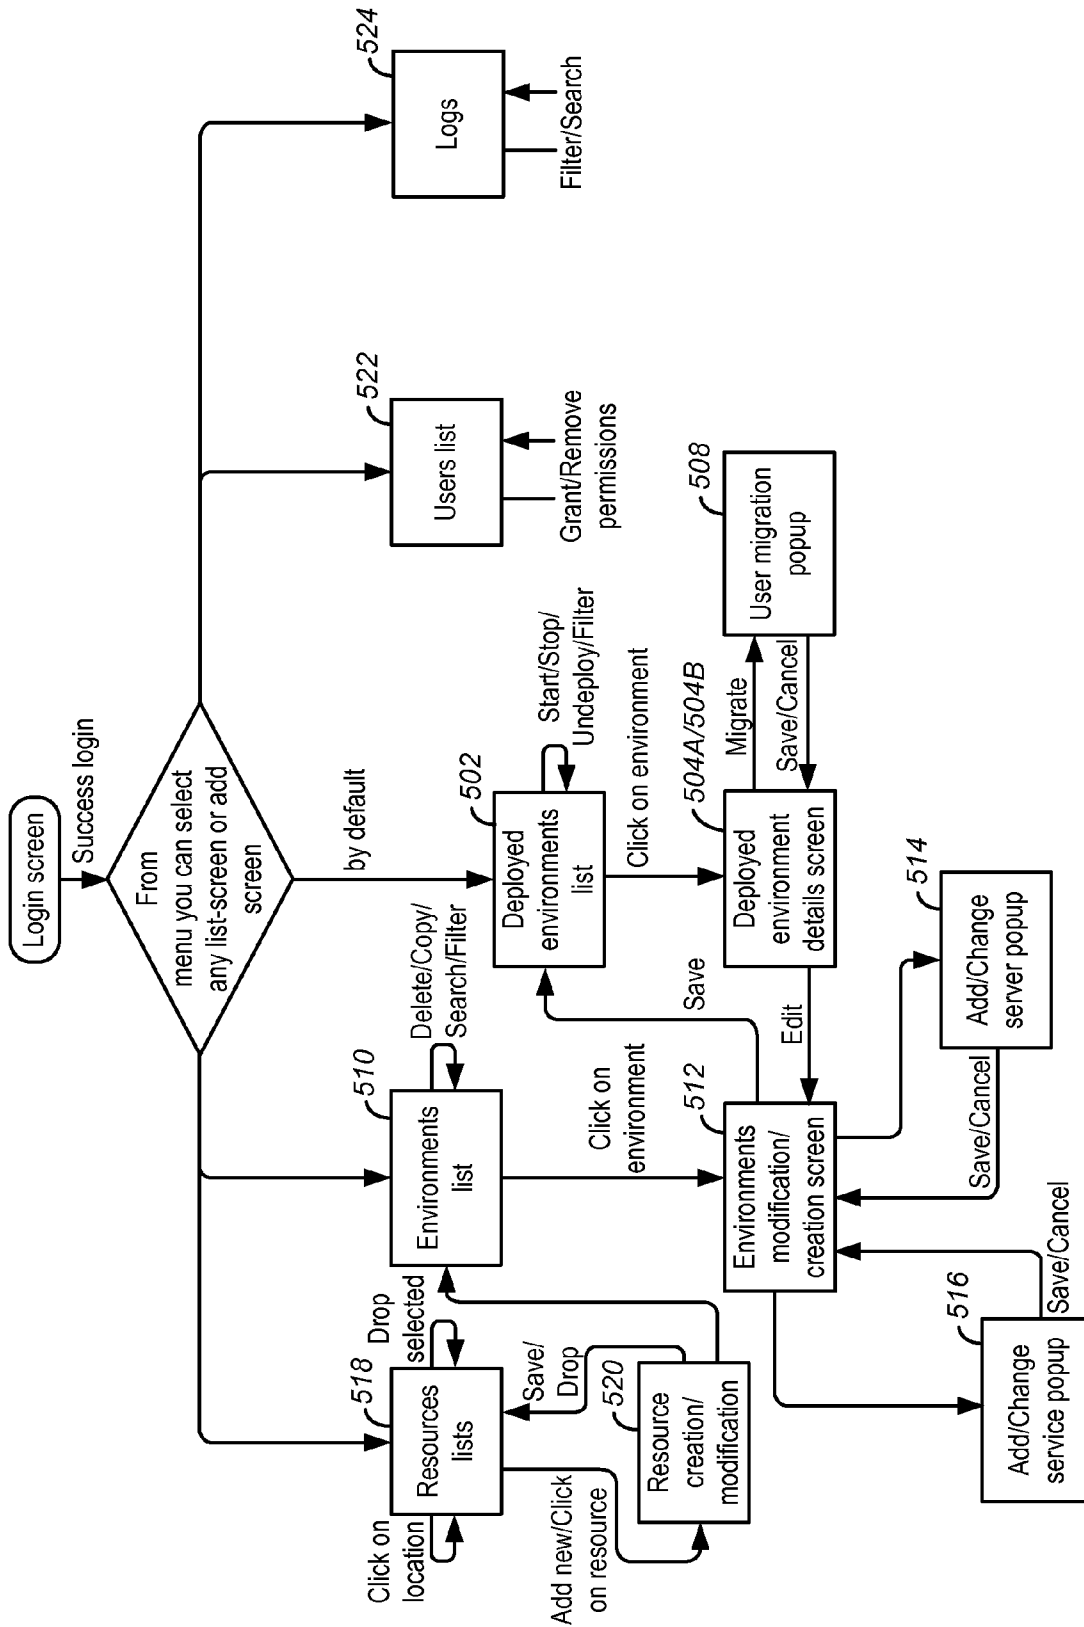 Login screen
Success login
From
menu you can select
any list-screen or add
screen
by default
518
Resources
lists
Drop
selected
Click on
location
Add new/Click
on resource
Save/
Drop
520
Resource
creation/
modification
510
Environments
list
Delete/Copy/
Search/Filter
Click on
environment
502
Deployed
environments
list
Start/Stop/
Undeploy/Filter
Click on environment
Save
522
Users list
Grant/Remove
permissions
524
Logs
Filter/Search
512
Environments
modification/
creation screen
Edit
504A/504B
Deployed
environment
details screen
Migrate
Save/Cancel
508
User migration
popup
514
Add/Change
server popup
Save/Cancel
516
Add/Change
service popup
Save/Cancel